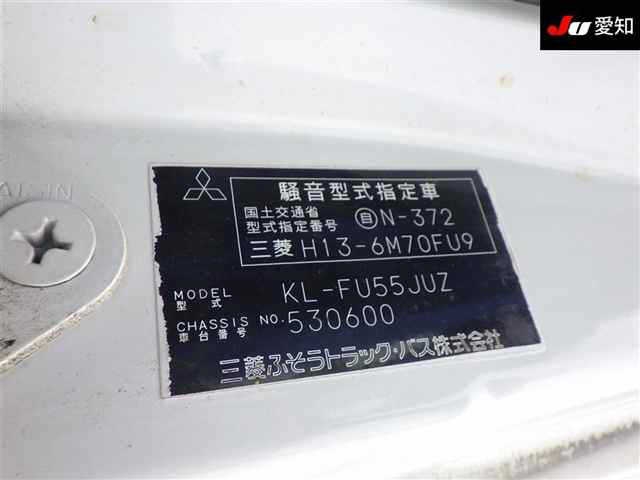 JU 愛知
騒音型式指定車
国土交通省
型式指定番号 自N-372
三菱 H13-6M70FU9
MODEL
型式 KL-FU55JUZ
CHASSIS NO.
車台番号 530600
三菱ふそうトラック・バス株式会社